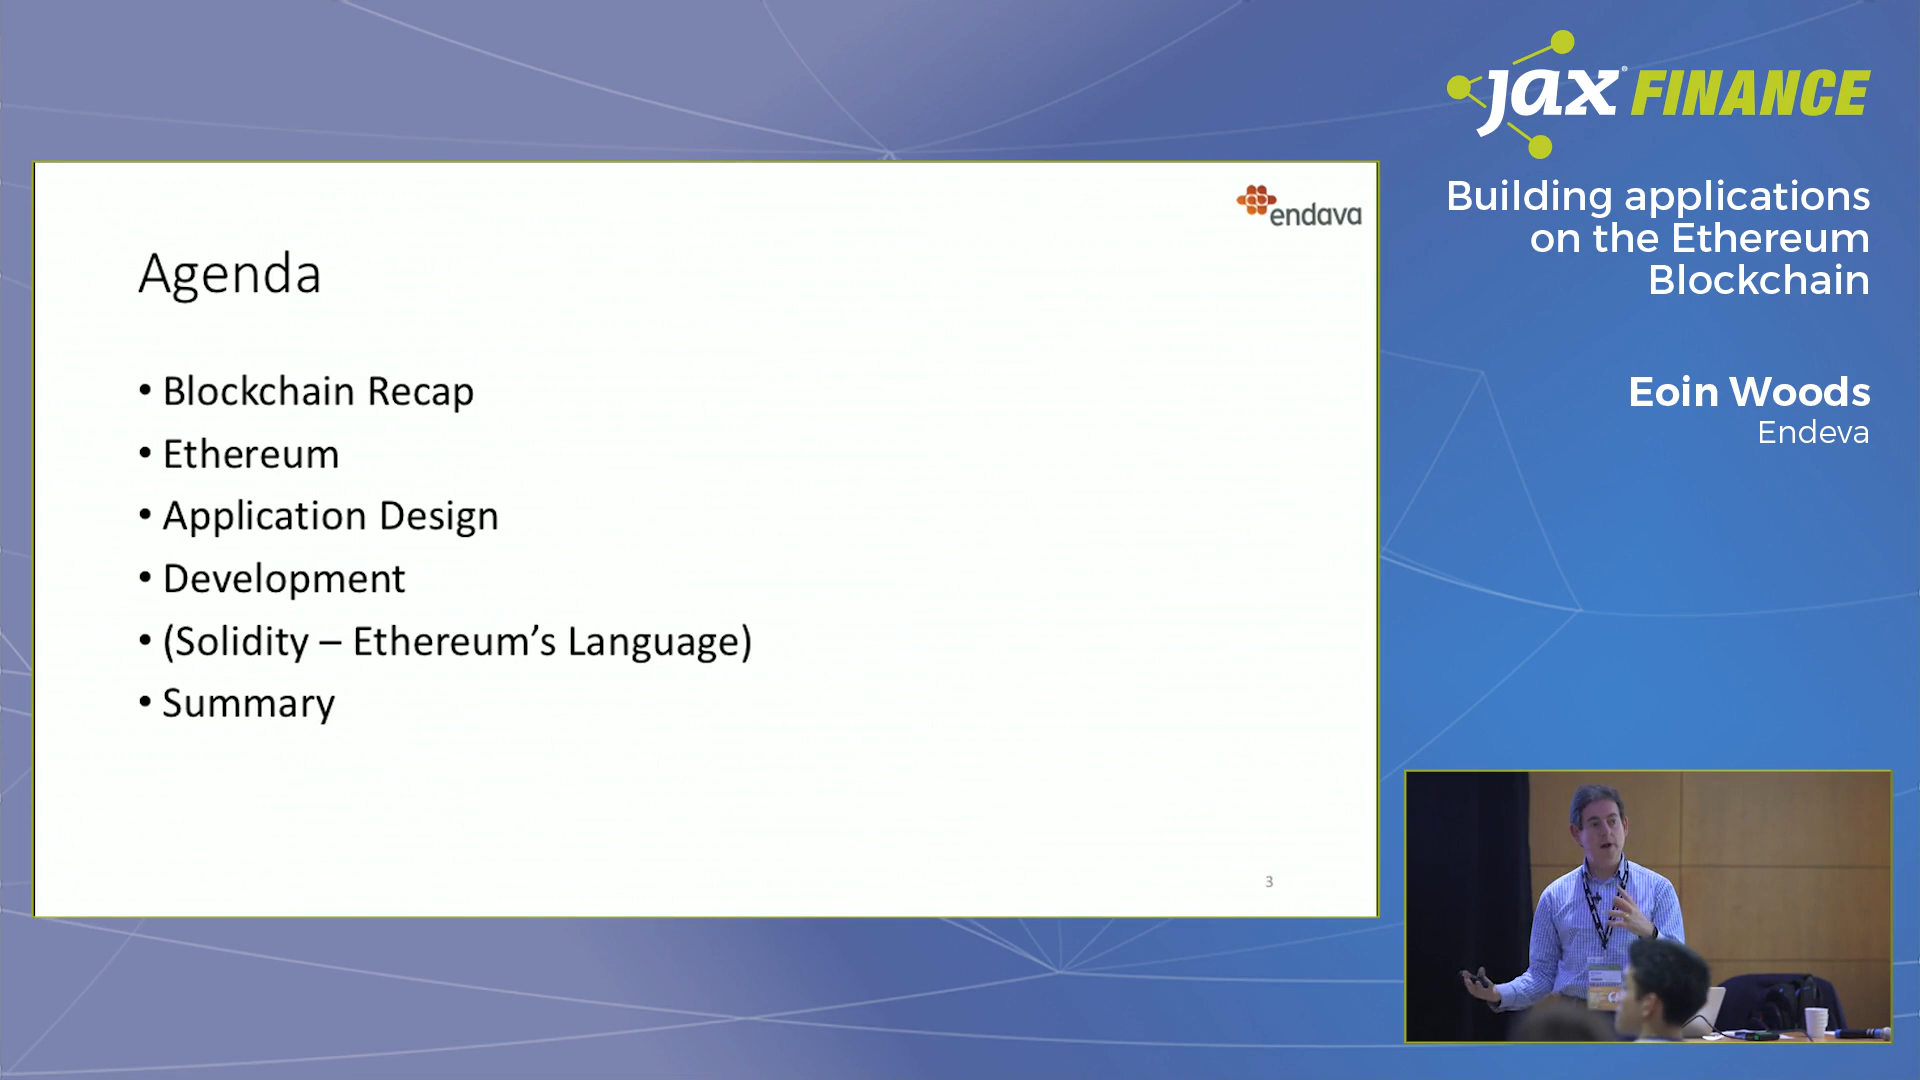 jax® FINANCE
Building applications
on the Ethereum
Blockchain
Eoin Woods
Endeva
endava
Agenda
• Blockchain Recap
• Ethereum
• Application Design
• Development
• (Solidity – Ethereum’s Language)
• Summary
3